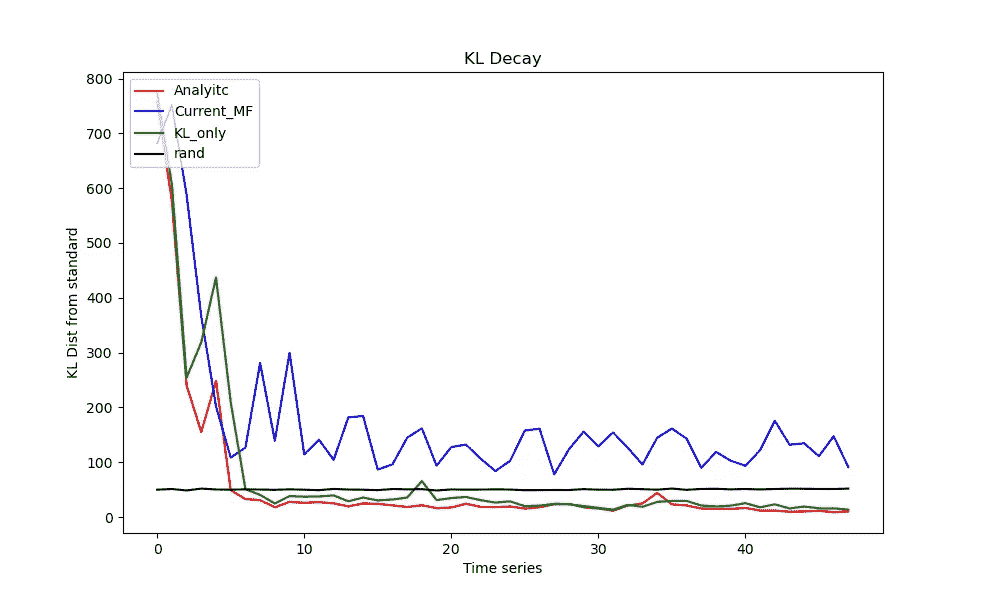 KL Decay
Analyitc
Current_MF
KL_only
rand
KL Dist from standard
800
700
600
500
400
300
200
100
0
0 10 20 30 40
Time series